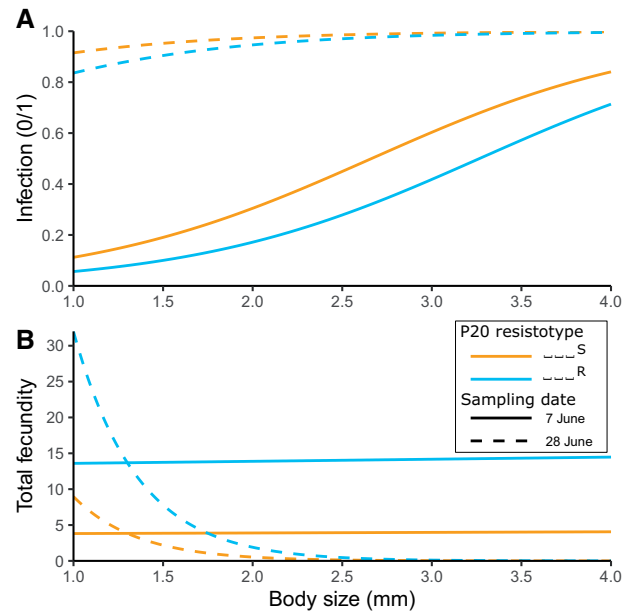 A
Infection (0/1)
1.0
0.8
0.6
0.4
0.2
0.0
1.0 1.5 2.0 2.5 3.0 3.5 4.0
B
Total fecundity
30
25
20
15
10
5
0
1.0 1.5 2.0 2.5 3.0 3.5 4.0
Body size (mm)
P20 resistotype
␣␣␣S
␣␣␣R
Sampling date
7 June
28 June